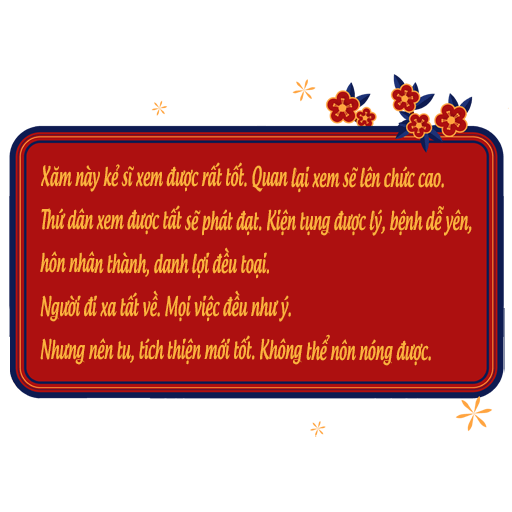 Xăm này kẻ sĩ xem được rất tốt. Quan lại xem sẽ lên chức cao.
Thứ dân xem được tất sẽ phát đạt. Kiện tụng được lý, bệnh dễ yên,
hôn nhân thành, danh lợi đều toại.
Người đi xa tất về. Mọi việc đều như ý.
Nhưng nên tu, tích thiện mới tốt. Không thể nôn nóng được.